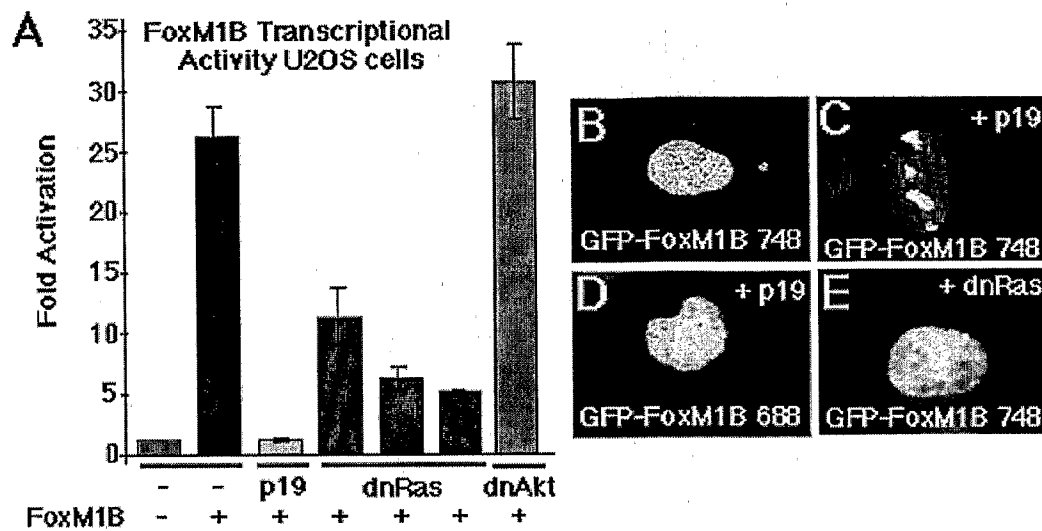 A
FoxM1B Transcriptional
Activity U2OS cells
Fold Activation
35
30
25
20
15
10
5
0
- - p19 dnRas dnAkt
FoxM1B - + + + + + +
B
GFP-FoxM1B 748
C + p19
GFP-FoxM1B 748
D + p19
GFP-FoxM1B 688
E + dnRas
GFP-FoxM1B 748